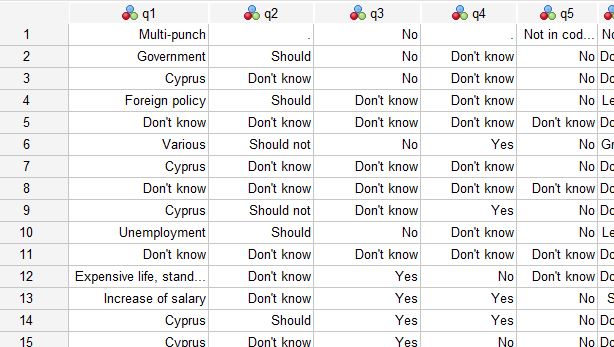 q1 q2 q3 q4 q5
1 Multi-punch . No . Not in cod... No
2 Government Should No Don't know No Do
3 Cyprus Don't know No Don't know No Do
4 Foreign policy Should Don't know Don't know No Le
5 Don't know Don't know Don't know Don't know Don't know Do
6 Various Should not No Yes No Gr
7 Cyprus Don't know Don't know Don't know No Do
8 Don't know Don't know Don't know Don't know Don't know Do
9 Cyprus Should not Don't know Yes No Do
10 Unemployment Should No Don't know No Le
11 Don't know Don't know Don't know Don't know Don't know Do
12 Expensive life, stand... Don't know Yes No Don't know Do
13 Increase of salary Don't know Yes Yes No S
14 Cyprus Should Yes Yes No Do
15 Cyprus Don't know Yes No No Do